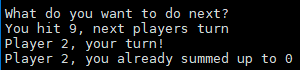 What do you want to do next?
You hit 9, next players turn
Player 2, your turn!
Player 2, you already summed up to 0